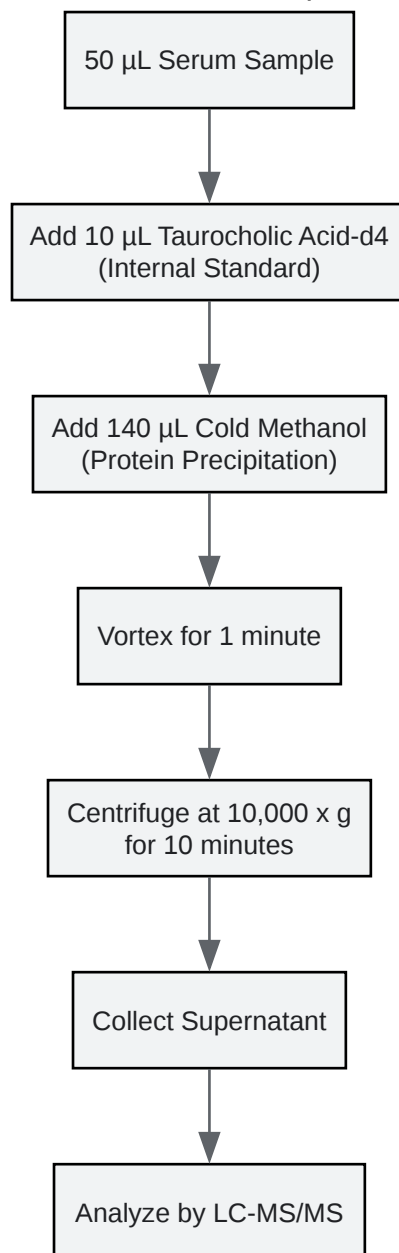 50 µL Serum Sample
Add 10 µL Taurocholic Acid-d4
(Internal Standard)
Add 140 µL Cold Methanol
(Protein Precipitation)
Vortex for 1 minute
Centrifuge at 10,000 x g
for 10 minutes
Collect Supernatant
Analyze by LC-MS/MS